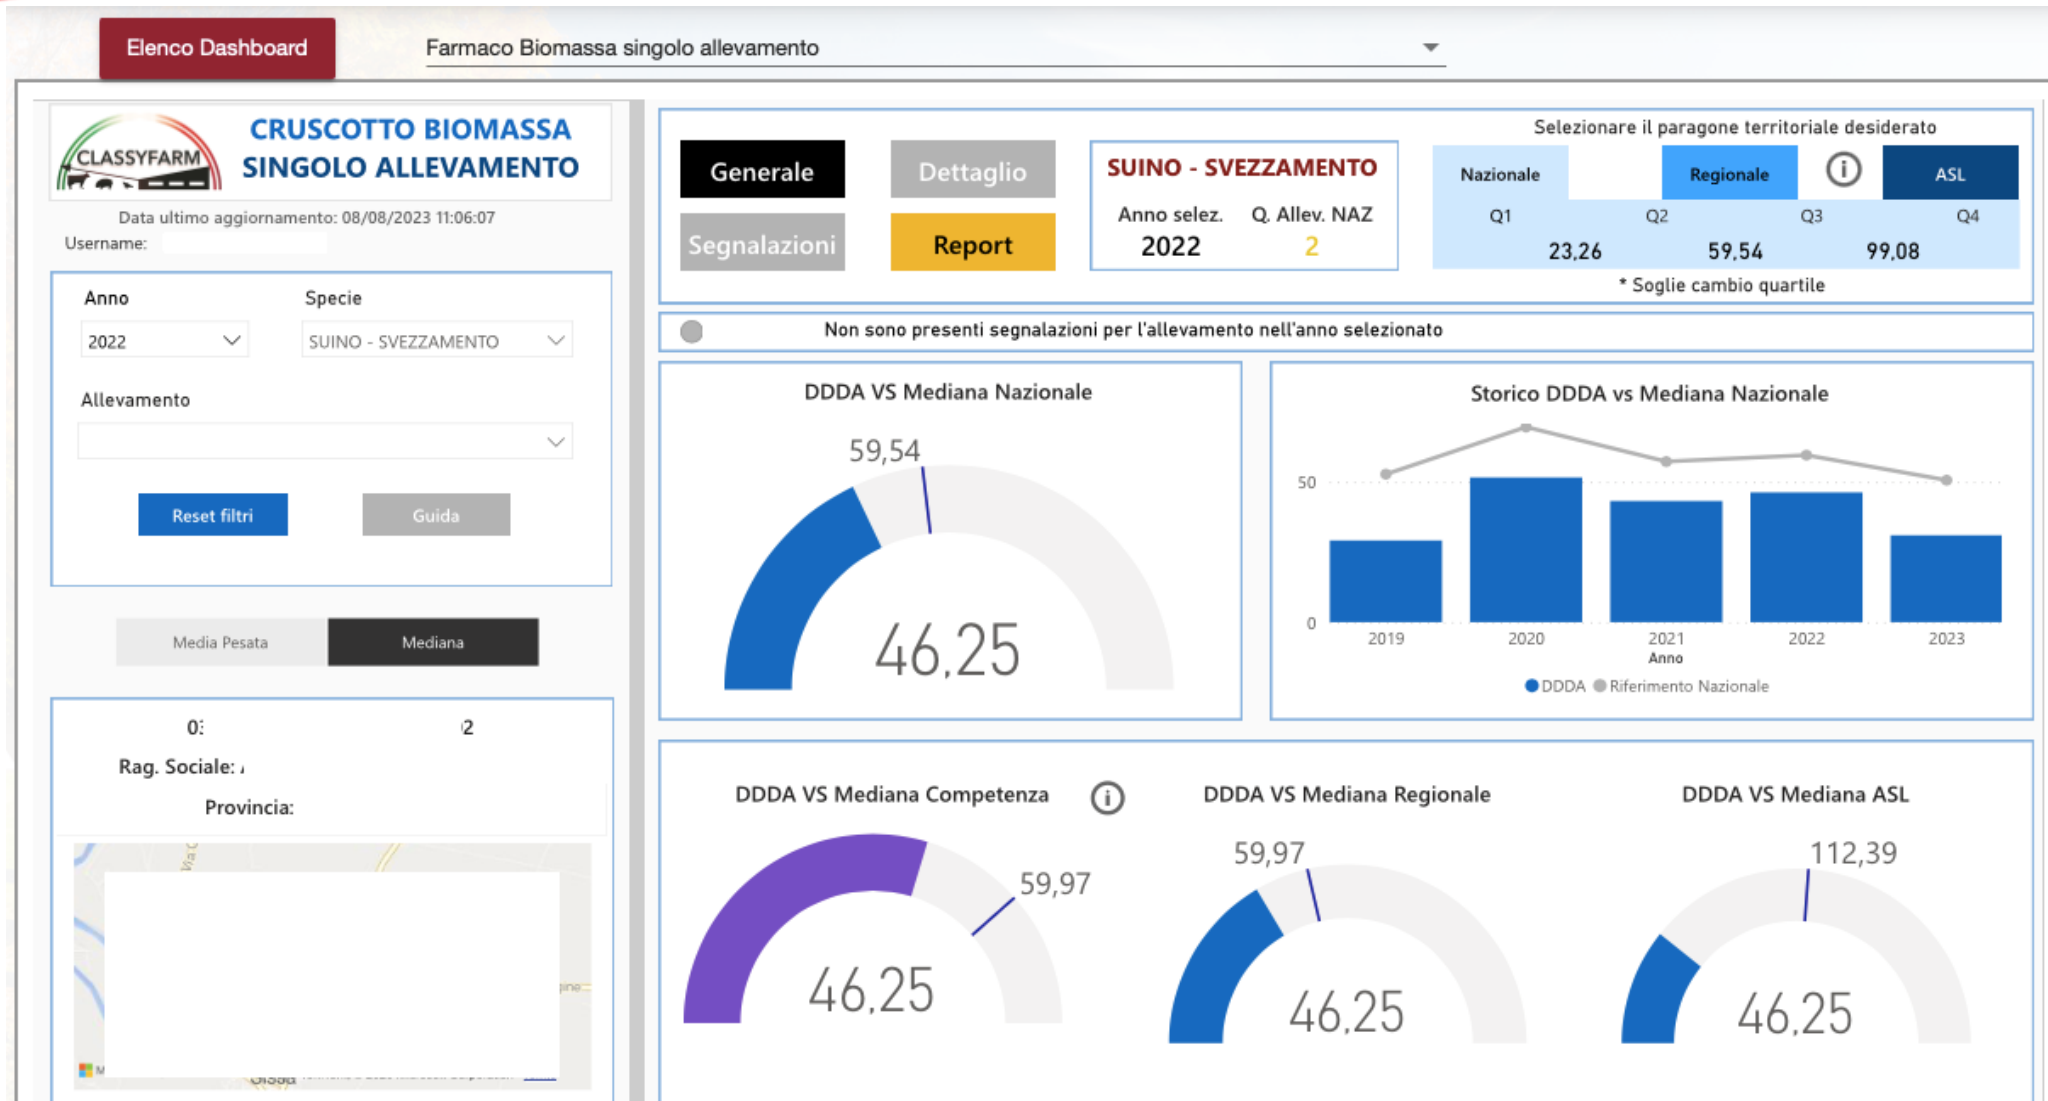 Elenco Dashboard
Farmaco Biomassa singolo allevamento
CLASSYFARM
CRUSCOTTO BIOMASSA
SINGOLO ALLEVAMENTO
Data ultimo aggiornamento: 08/08/2023 11:06:07
Username:
Anno
Specie
2022
SUINO - SVEZZAMENTO
Allevamento
Reset filtri
Guida
Media Pesata
Mediana
Rag. Sociale:
Provincia:
Generale
Dettaglio
Segnalazioni
Report
SUINO - SVEZZAMENTO
Anno selez. Q. Allev. NAZ
2022 2
Selezionare il paragone territoriale desiderato
Nazionale Regionale ASL
Q1 Q2 Q3 Q4
23,26 59,54 99,08
* Soglie cambio quartile
Non sono presenti segnalazioni per l'allevamento nell'anno selezionato
DDDA VS Mediana Nazionale
59,54
46,25
Storico DDDA vs Mediana Nazionale
50
0
2019 2020 2021 2022 2023
Anno
DDDA Riferimento Nazionale
DDDA VS Mediana Competenza
59,97
46,25
DDDA VS Mediana Regionale
59,97
46,25
DDDA VS Mediana ASL
112,39
46,25